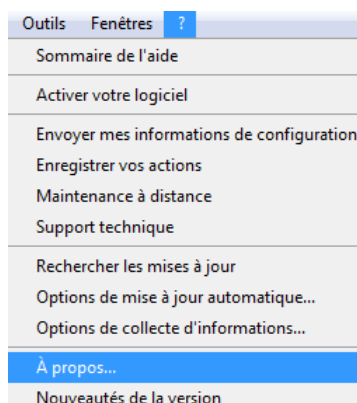 Outils Fenêtres ?
Sommaire de l'aide
Activer votre logiciel
Envoyer mes informations de configuration
Enregistrer vos actions
Maintenance à distance
Support technique
Rechercher les mises à jour
Options de mise à jour automatique...
Options de collecte d'informations...
À propos...
Nouveautés de la version